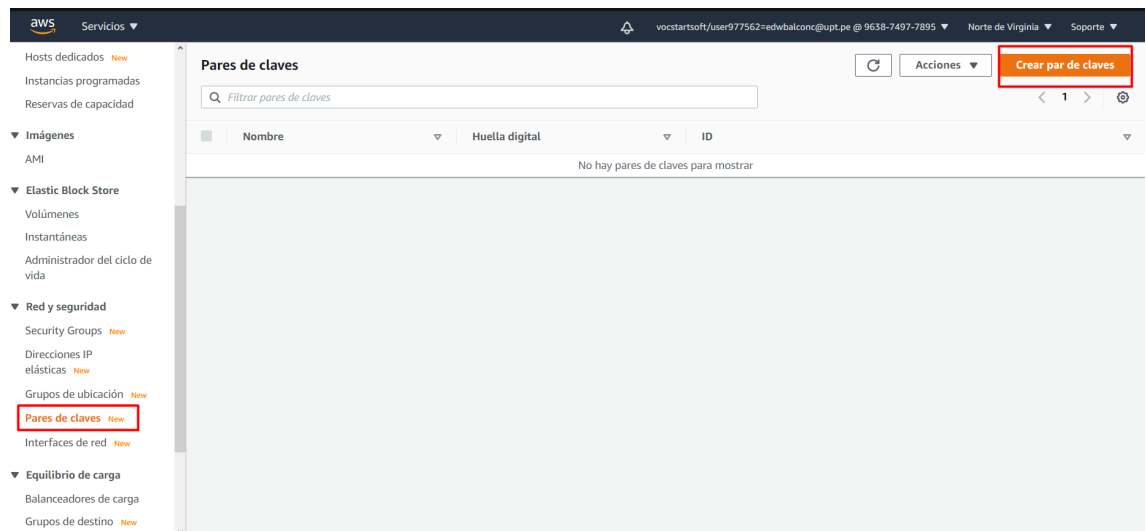 aws Servicios ▼ vocstartsoft/user977562=edwbalconc@upt.pe @ 9638-7497-7895 ▼ Norte de Virginia ▼ Soporte ▼
Hosts dedicados New
Instancias programadas
Reservas de capacidad
▼ Imágenes
AMI
▼ Elastic Block Store
Volúmenes
Instantáneas
Administrador del ciclo de
vida
▼ Red y seguridad
Security Groups New
Direcciones IP
elásticas New
Grupos de ubicación New
Pares de claves New
Interfaces de red New
▼ Equilibrio de carga
Balanceadores de carga
Grupos de destino New
Pares de claves Acciones ▼ Crear par de claves
Filtrar pares de claves < 1 >
Nombre Huella digital ID
No hay pares de claves para mostrar